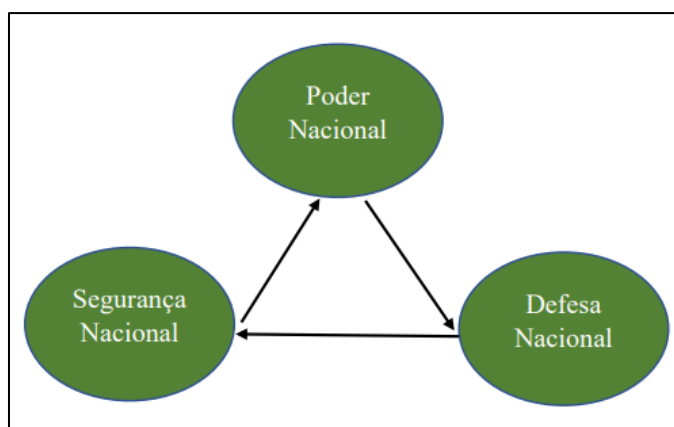 Poder
Nacional
Segurança
Nacional
Defesa
Nacional